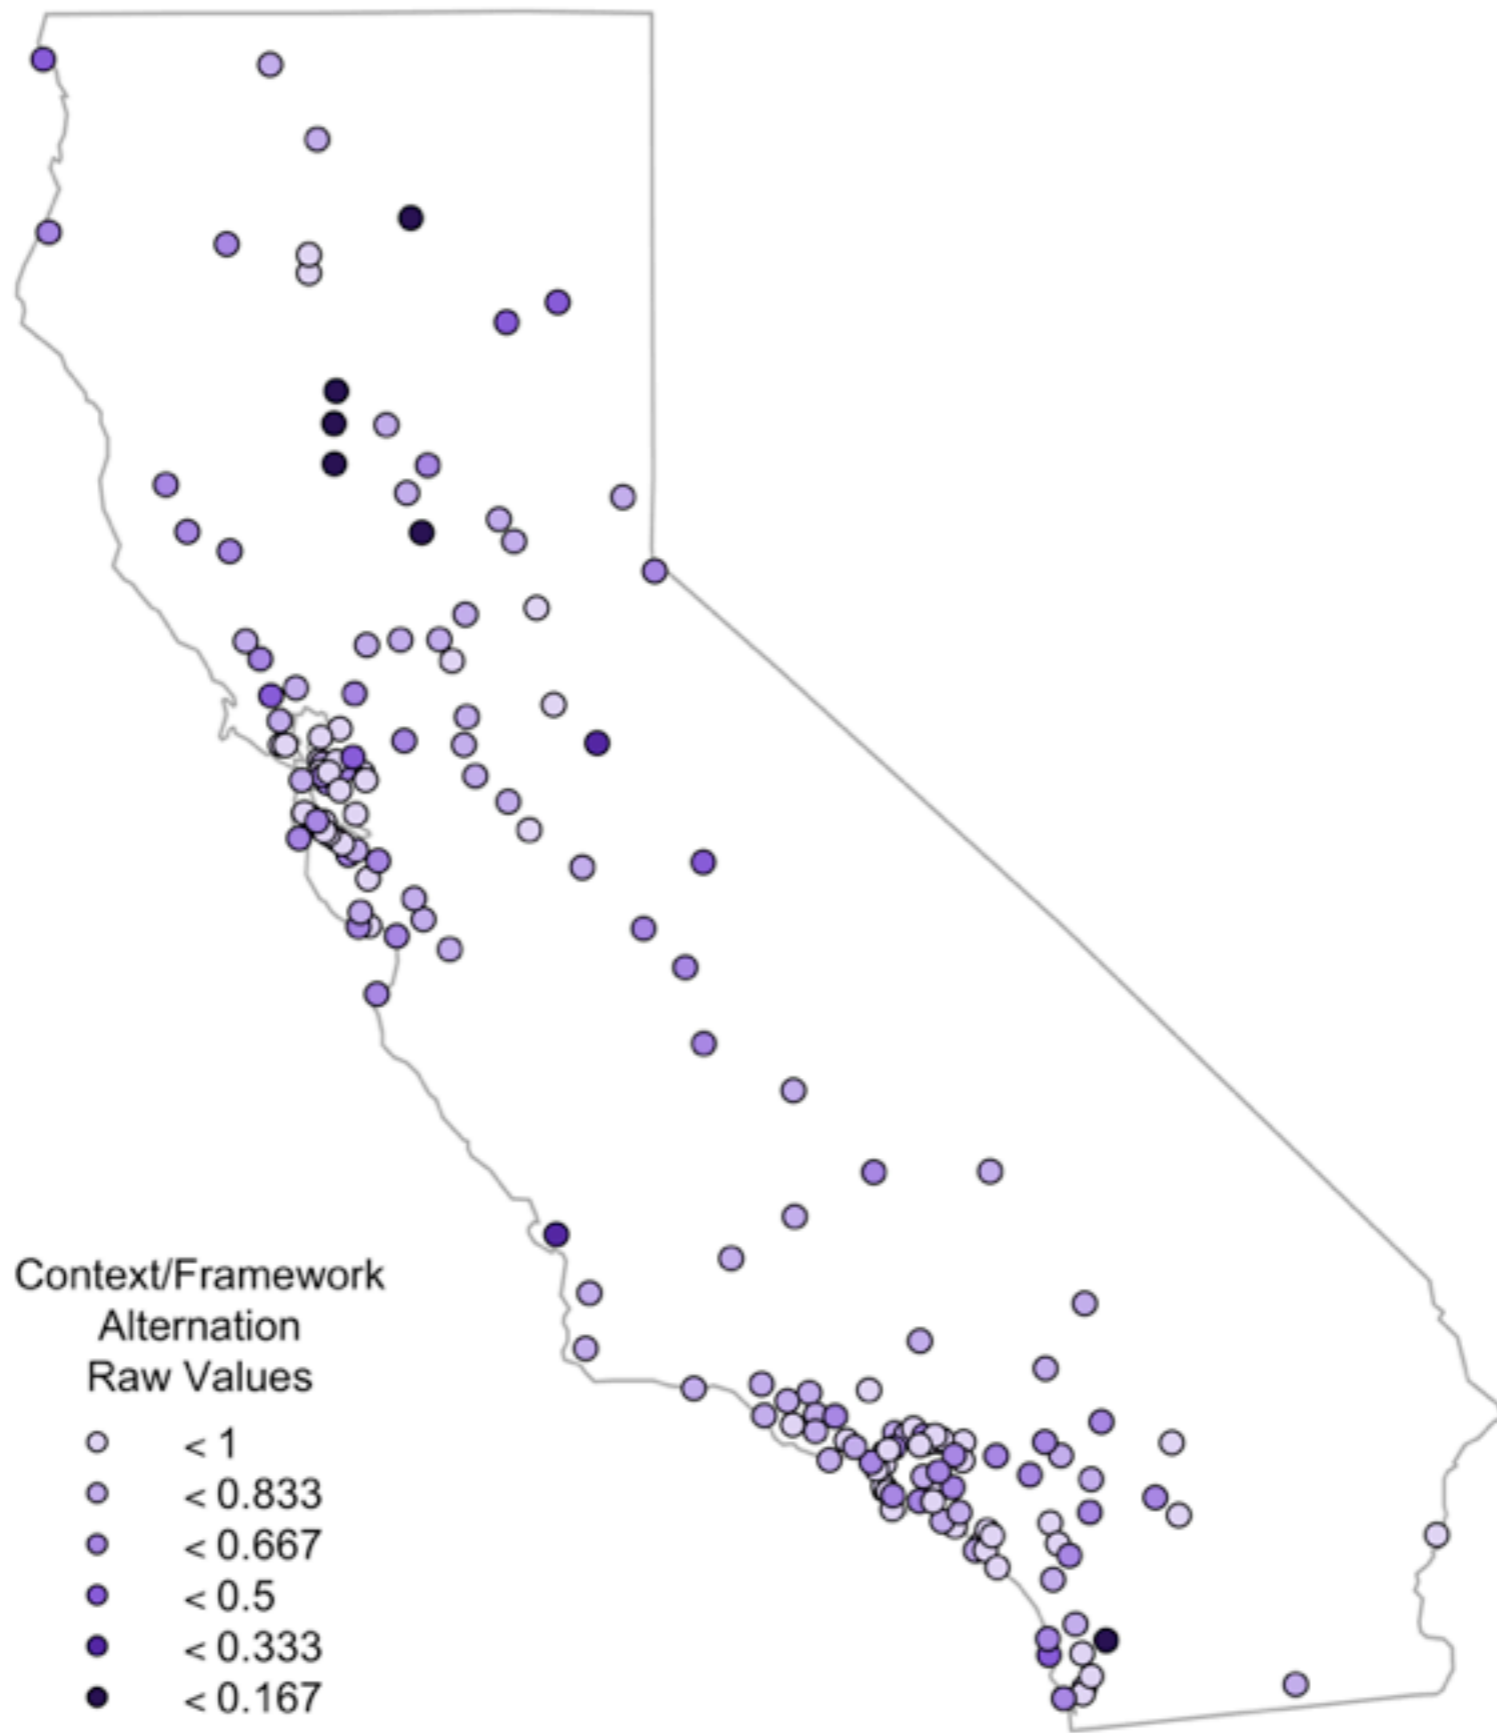 Context/Framework
Alternation
Raw Values
< 1
< 0.833
< 0.667
< 0.5
< 0.333
< 0.167